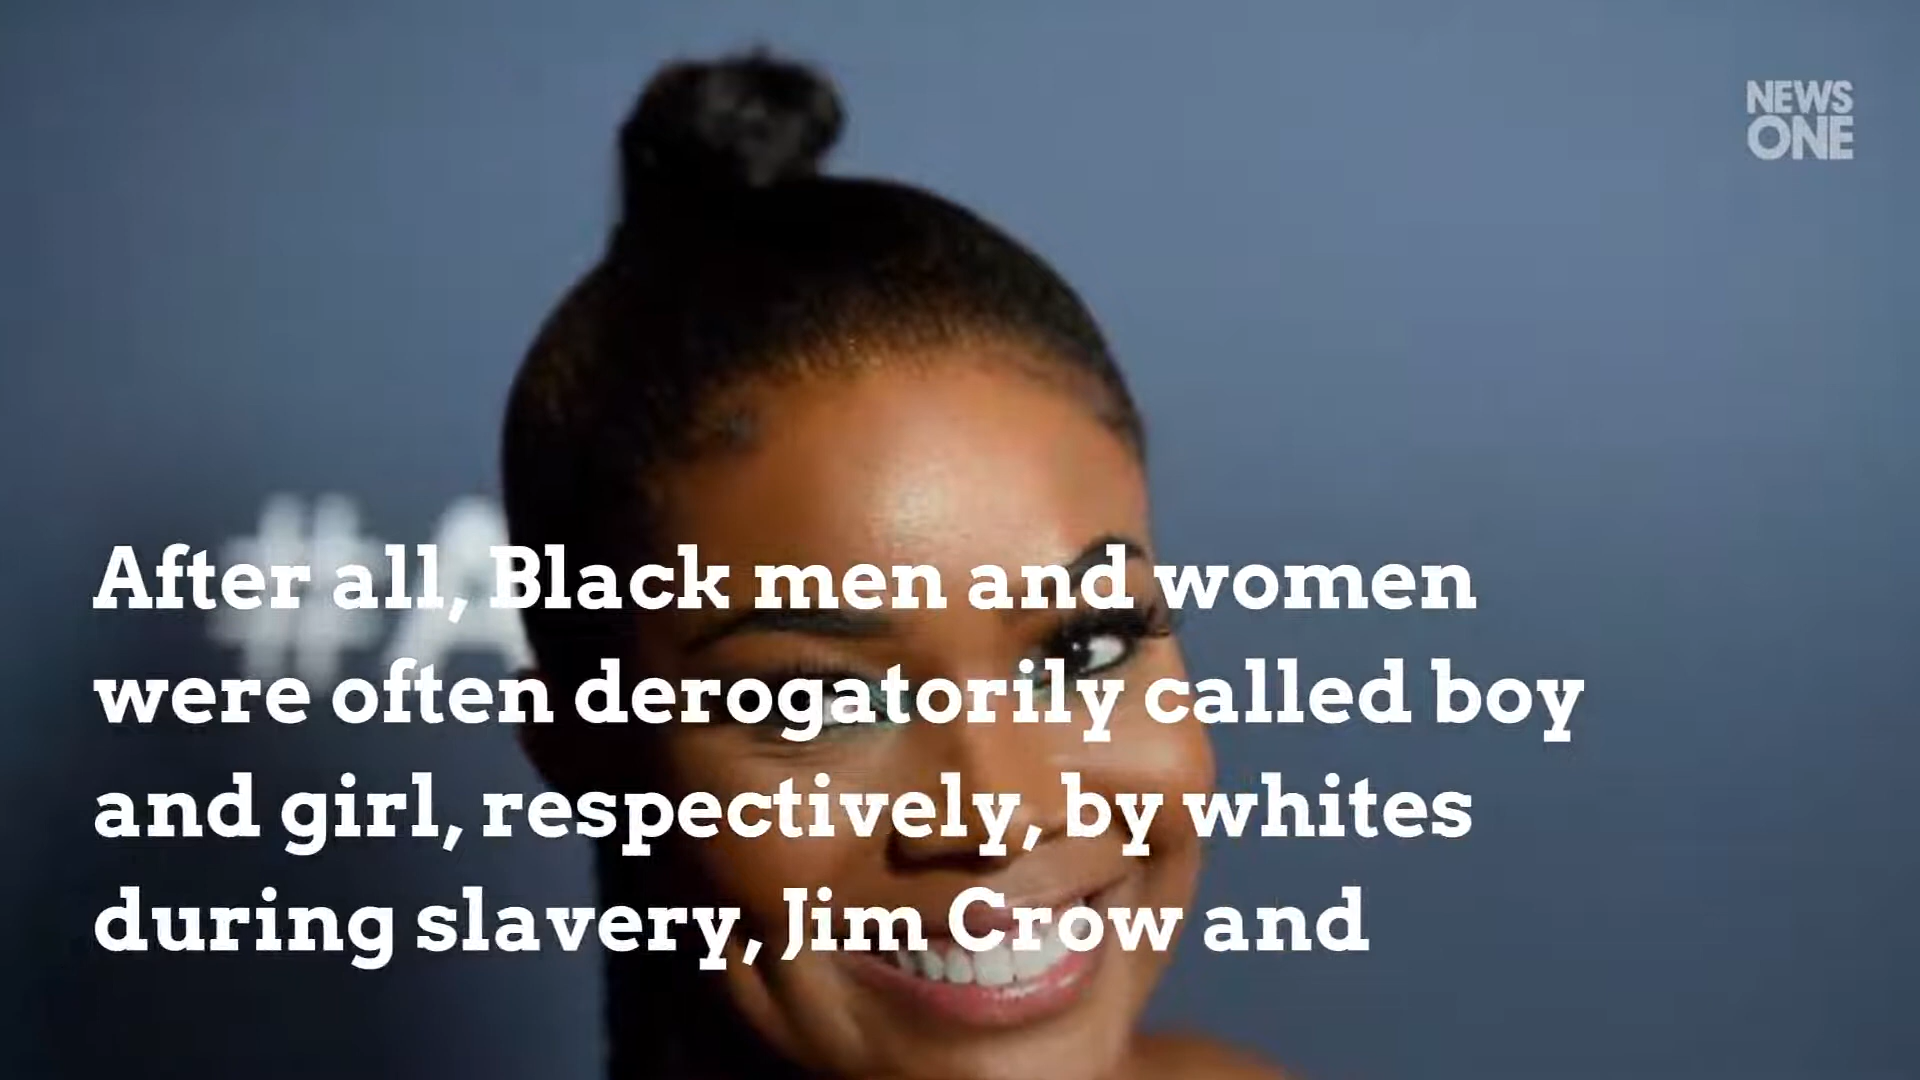 NEWS
ONE
#A
After all, Black men and women
were often derogatorily called boy
and girl, respectively, by whites
during slavery, Jim Crow and